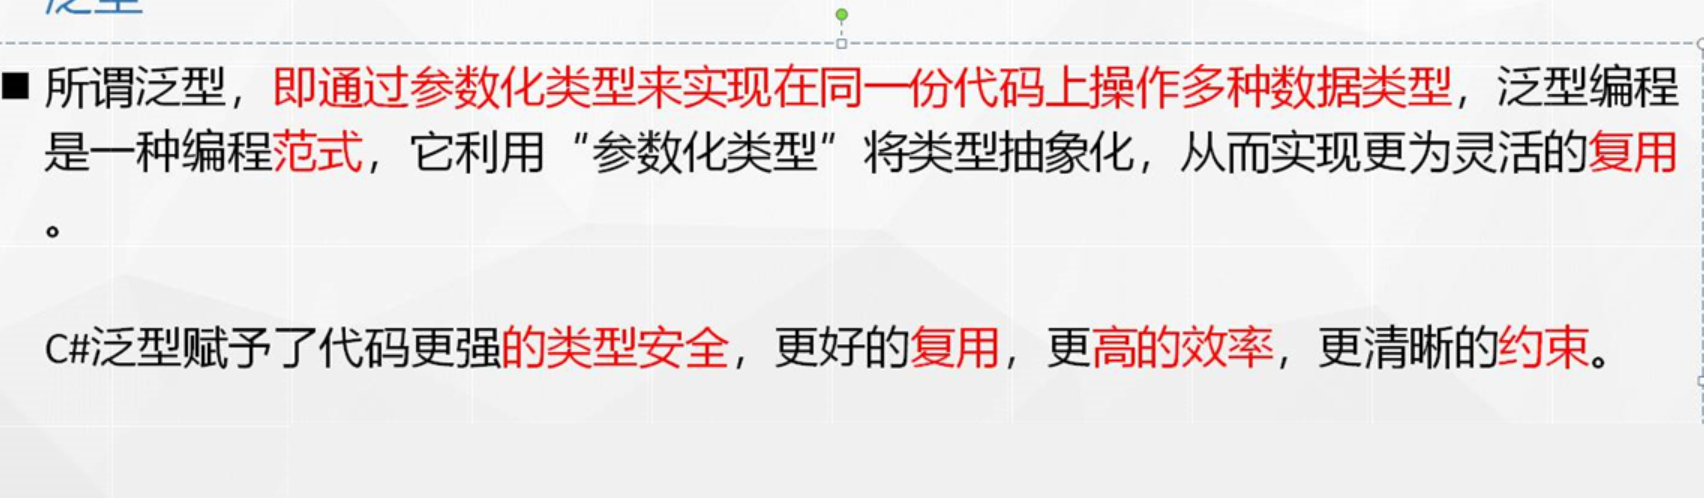 泛型
■ 所谓泛型，即通过参数化类型来实现在同一份代码上操作多种数据类型，泛型编程
是一种编程范式，它利用“参数化类型”将类型抽象化，从而实现更为灵活的复用
。
C#泛型赋予了代码更强的类型安全，更好的复用，更高的效率，更清晰的约束。